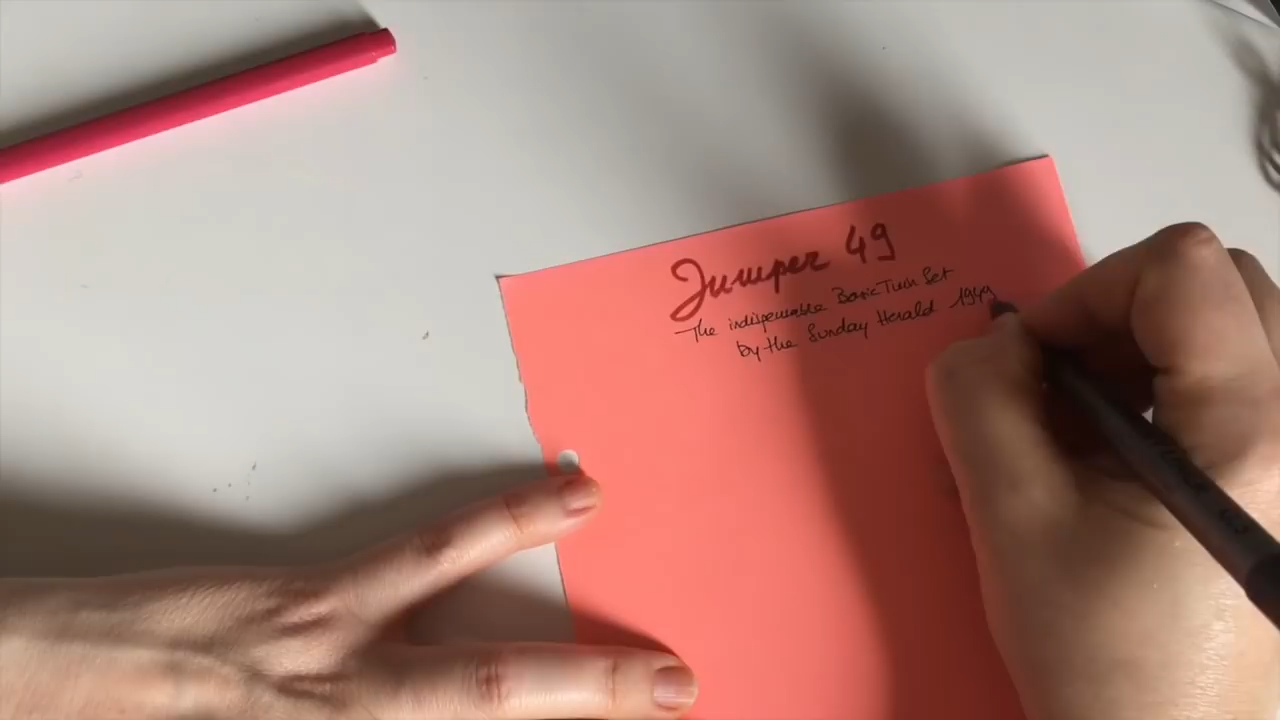 Jumper 49
The indispensable Basic Twin Set
by the Sunday Herald 1949